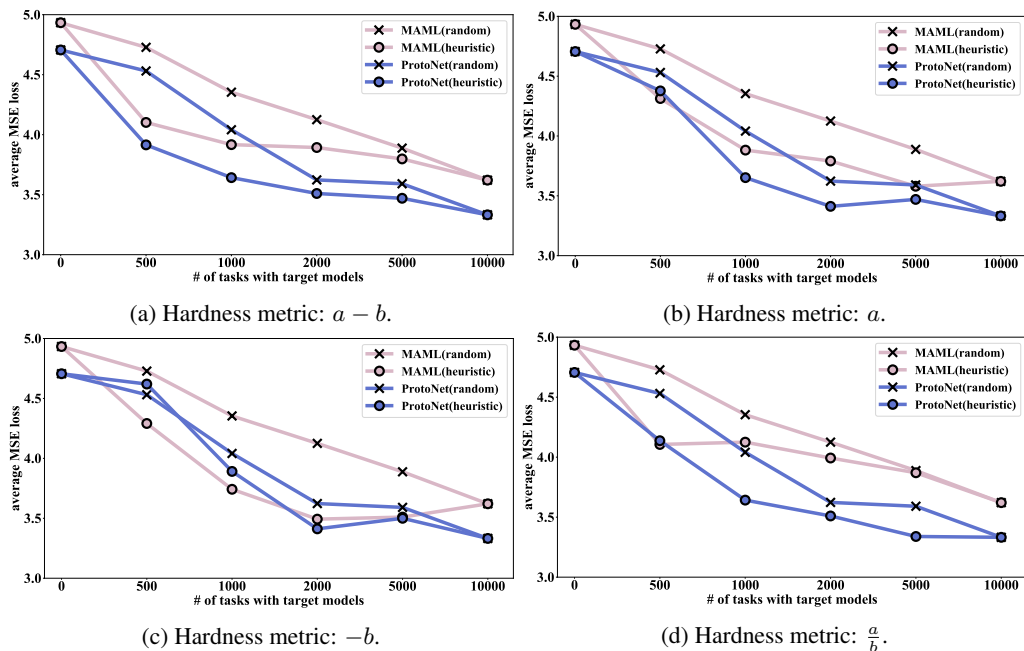 5.0
4.5
4.0
3.5
3.0
average MSE loss
0 500 1000 2000 5000 10000
# of tasks with target models
MAML(random)
MAML(heuristic)
ProtoNet(random)
ProtoNet(heuristic)
(a) Hardness metric: a − b.
5.0
4.5
4.0
3.5
3.0
average MSE loss
0 500 1000 2000 5000 10000
# of tasks with target models
MAML(random)
MAML(heuristic)
ProtoNet(random)
ProtoNet(heuristic)
(b) Hardness metric: a.
5.0
4.5
4.0
3.5
3.0
average MSE loss
0 500 1000 2000 5000 10000
# of tasks with target models
MAML(random)
MAML(heuristic)
ProtoNet(random)
ProtoNet(heuristic)
(c) Hardness metric: −b.
5.0
4.5
4.0
3.5
3.0
average MSE loss
0 500 1000 2000 5000 10000
# of tasks with target models
MAML(random)
MAML(heuristic)
ProtoNet(random)
ProtoNet(heuristic)
(d) Hardness metric: a/b.